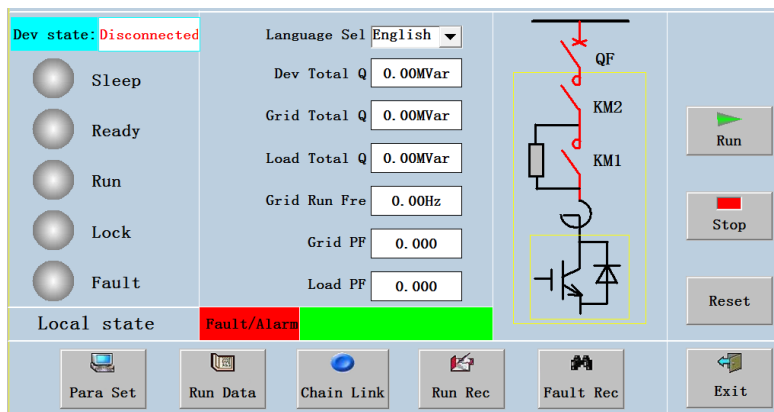 Dev state: Disconnected
Sleep
Ready
Run
Lock
Fault
Local state
Language Sel English
Dev Total Q 0.00MVar
Grid Total Q 0.00MVar
Load Total Q 0.00MVar
Grid Run Fre 0.00Hz
Grid PF 0.000
Load PF 0.000
Fault/Alarm
QF
KM2
KM1
Run
Stop
Reset
Para Set
Run Data
Chain Link
Run Rec
Fault Rec
Exit